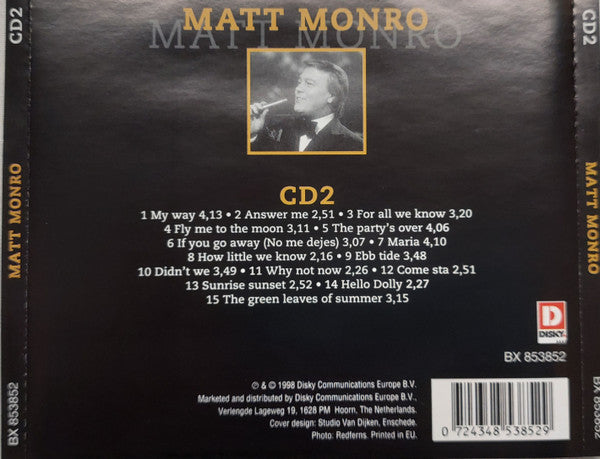 MATT MONRO
MATT MONRO
CD2
1 My way 4,13 • 2 Answer me 2,51 • 3 For all we know 3,20
4 Fly me to the moon 3,11 • 5 The party's over 4,06
6 If you go away (No me dejes) 3,07 • 7 Maria 4,10
8 How little we know 2,16 • 9 Ebb tide 3,48
10 Didn't we 3,49 • 11 Why not now 2,26 • 12 Come sta 2,51
13 Sunrise sunset 2,52 • 14 Hello Dolly 2,27
15 The green leaves of summer 3,15
D
DISKY
BX 853852
℗ & © 1998 Disky Communications Europe B.V.
Marketed and distributed by Disky Communications Europe B.V.,
Verlengde Lageweg 19, 1628 PM Hoorn, The Netherlands.
Cover design: Studio Van Dijken, Enschede.
Photo: Redferns. Printed in EU.
0 724348 538529
CD2
MATT MONRO
BX 853852
CD2
MATT MONRO
BX 853852